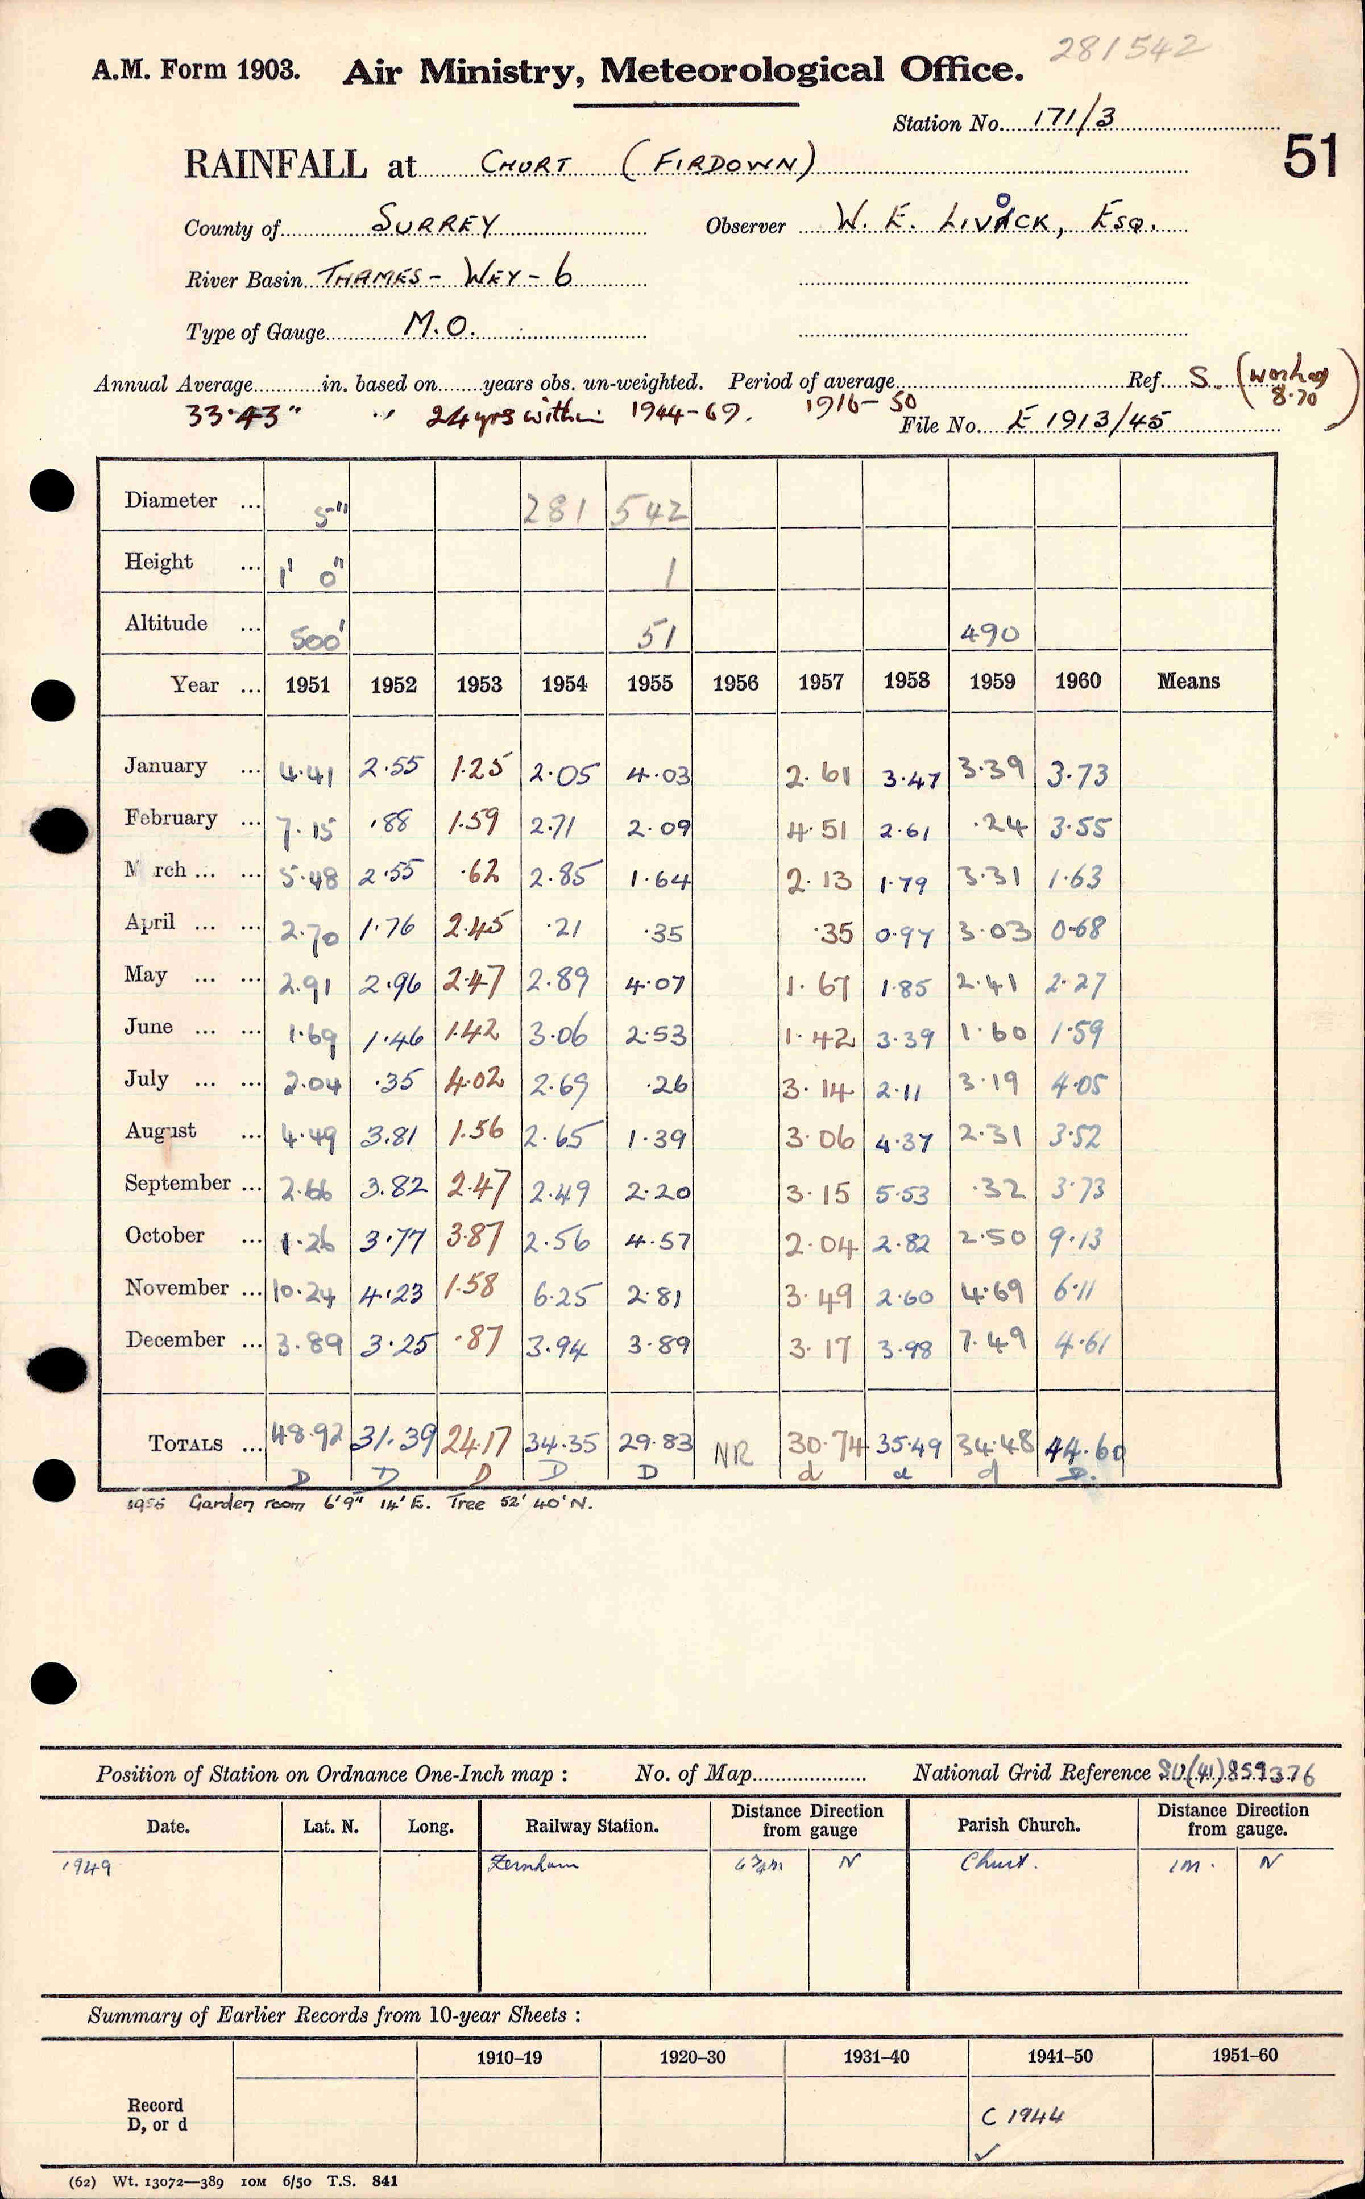 281542
A.M. Form 1903. Air Ministry, Meteorological Office.
Station No. 171/3
51
RAINFALL at CHURT (FIRDOWN)
County of SURREY Observer W. E. LIVOCK, ESQ.
River Basin THAMES - WEY - 6
Type of Gauge M.O.
Annual Average in. based on years obs. un-weighted. Period of average Ref. S. (
8.70)
33.43" " 24 yrs within 1944-69. 1916-50
File No. E 1913/45
Diameter ... 5" 281 542
Height ... 1' 0" 1
Altitude ... 500' 51 490
Year ... 1951 1952 1953 1954 1955 1956 1957 1958 1959 1960 Means
January ... 4.41 2.55 1.25 2.05 4.03 2.61 3.47 3.39 3.73
February ... 7.15 .88 1.59 2.71 2.09 4.51 2.61 .24 3.55
M rch ... ... 5.48 2.55 .62 2.85 1.64 2.13 1.79 3.31 1.63
April ... ... 2.70 1.76 2.45 .21 .35 .35 0.97 3.03 0.68
May ... ... 2.91 2.96 2.47 2.89 4.07 1.67 1.85 2.41 2.27
June ... ... 1.69 1.46 1.42 3.06 2.53 1.42 3.39 1.60 1.59
July ... ... 2.04 .35 4.02 2.69 .26 3.14 2.11 3.19 4.05
August ... 4.49 3.81 1.56 2.65 1.39 3.06 4.37 2.31 3.52
September ... 2.66 3.82 2.47 2.49 2.20 3.15 5.53 .32 3.73
October ... 1.26 3.77 3.87 2.56 4.57 2.04 2.82 2.50 9.13
November ... 10.24 4.23 1.58 6.25 2.81 3.49 2.60 4.69 6.11
December ... 3.89 3.25 .87 3.94 3.89 3.17 3.98 7.49 4.61
TOTALS ... 48.92 31.39 24.17 34.35 29.83 NR 30.74 35.49 34.48 44.60
D D D D D d d d D.
1956 Garden room 6'9" 14' E. Tree 52' 40' N.
Position of Station on Ordnance One-Inch map : No. of Map National Grid Reference SU(41)859376
Date. Lat. N. Long. Railway Station. Distance from gauge Direction Parish Church. Distance from gauge. Direction
1949 Farnham 6¾m N Churt. 1m. N
Summary of Earlier Records from 10-year Sheets :
1910–19 1920–30 1931–40 1941–50 1951–60
Record
D, or d
C 1944
✓
(62) Wt. 13072—389 10M 6/50 T.S. 841